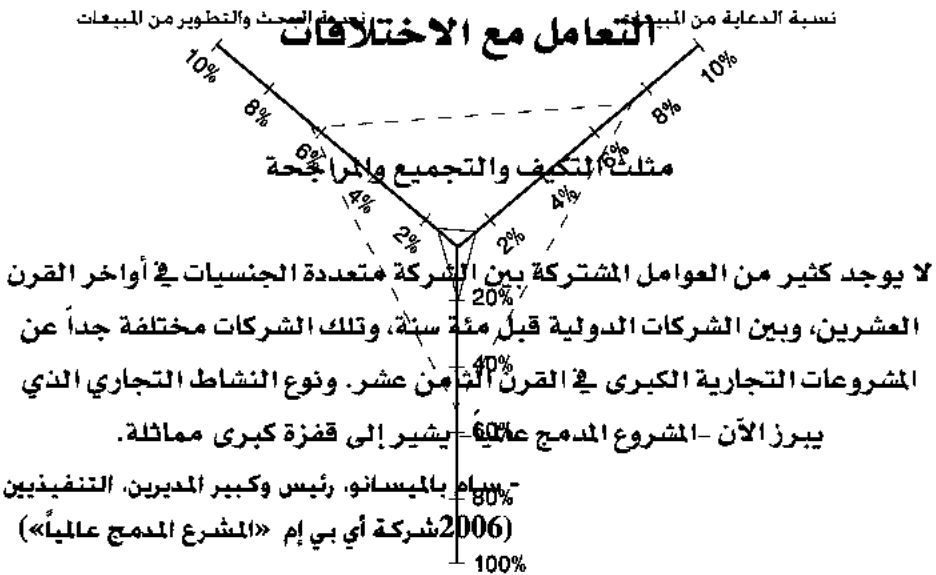 نسبة البحث والتطوير من المبيعات
نسبة الدعاية من المبيعات
التعامل مع الاختلافات
10% 10%
8% 8%
6% 6%
مثلث التكيف والتجميع والمراجحة
4% 4%
2% 2%
لا يوجد كثير من العوامل المشتركة بين الشركة متعددة الجنسيات في أواخر القرن
20%
العشرين، وبين الشركات الدولية قبل مئة سنة، وتلك الشركات مختلفة جداً عن
40%
المشروعات التجارية الكبرى في القرن الثامن عشر. ونوع النشاط التجاري الذي
60%
يبرز الآن –المشروع المدمج عالمياً– يشير إلى قفزة كبرى مماثلة.
- سام بالميسانو، رئيس وكبير المديرين، التنفيذيين
80%
شركة أي بي إم «المشرع المدمج عالمياً» (2006)
100%